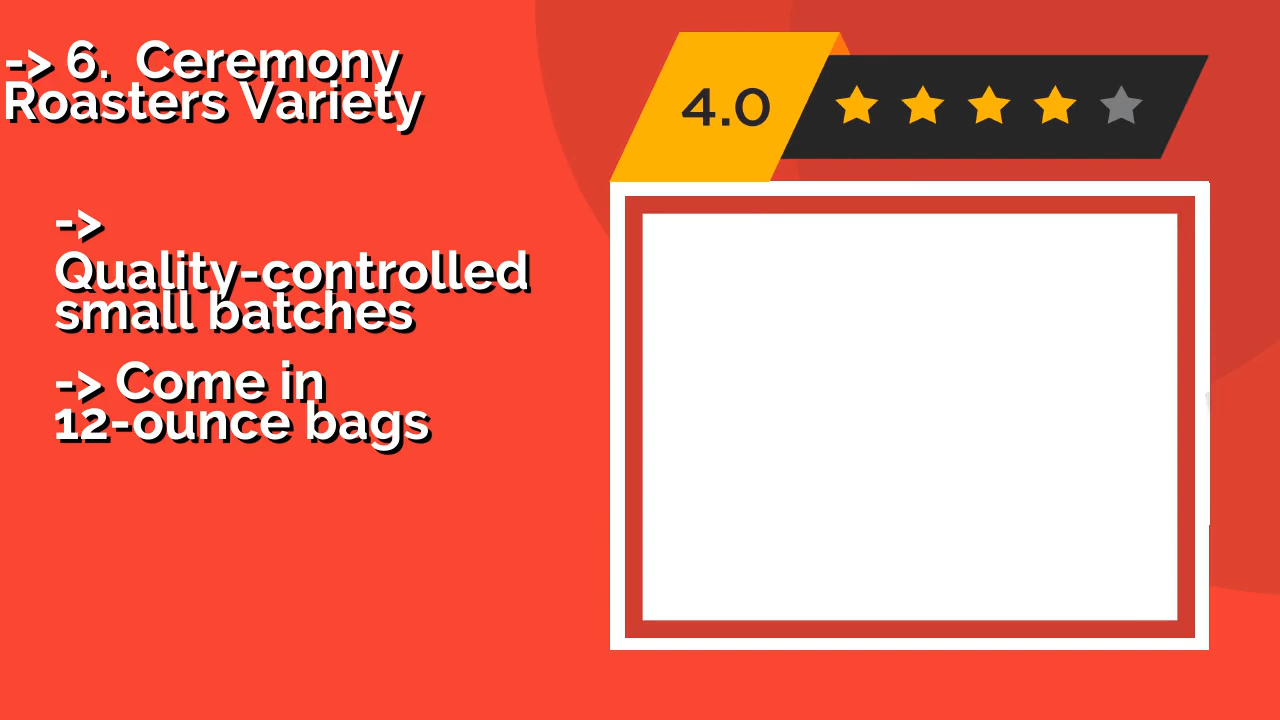 -> 6.  Ceremony
Roasters Variety
4.0
->
Quality-controlled
small batches
-> Come in
12-ounce bags